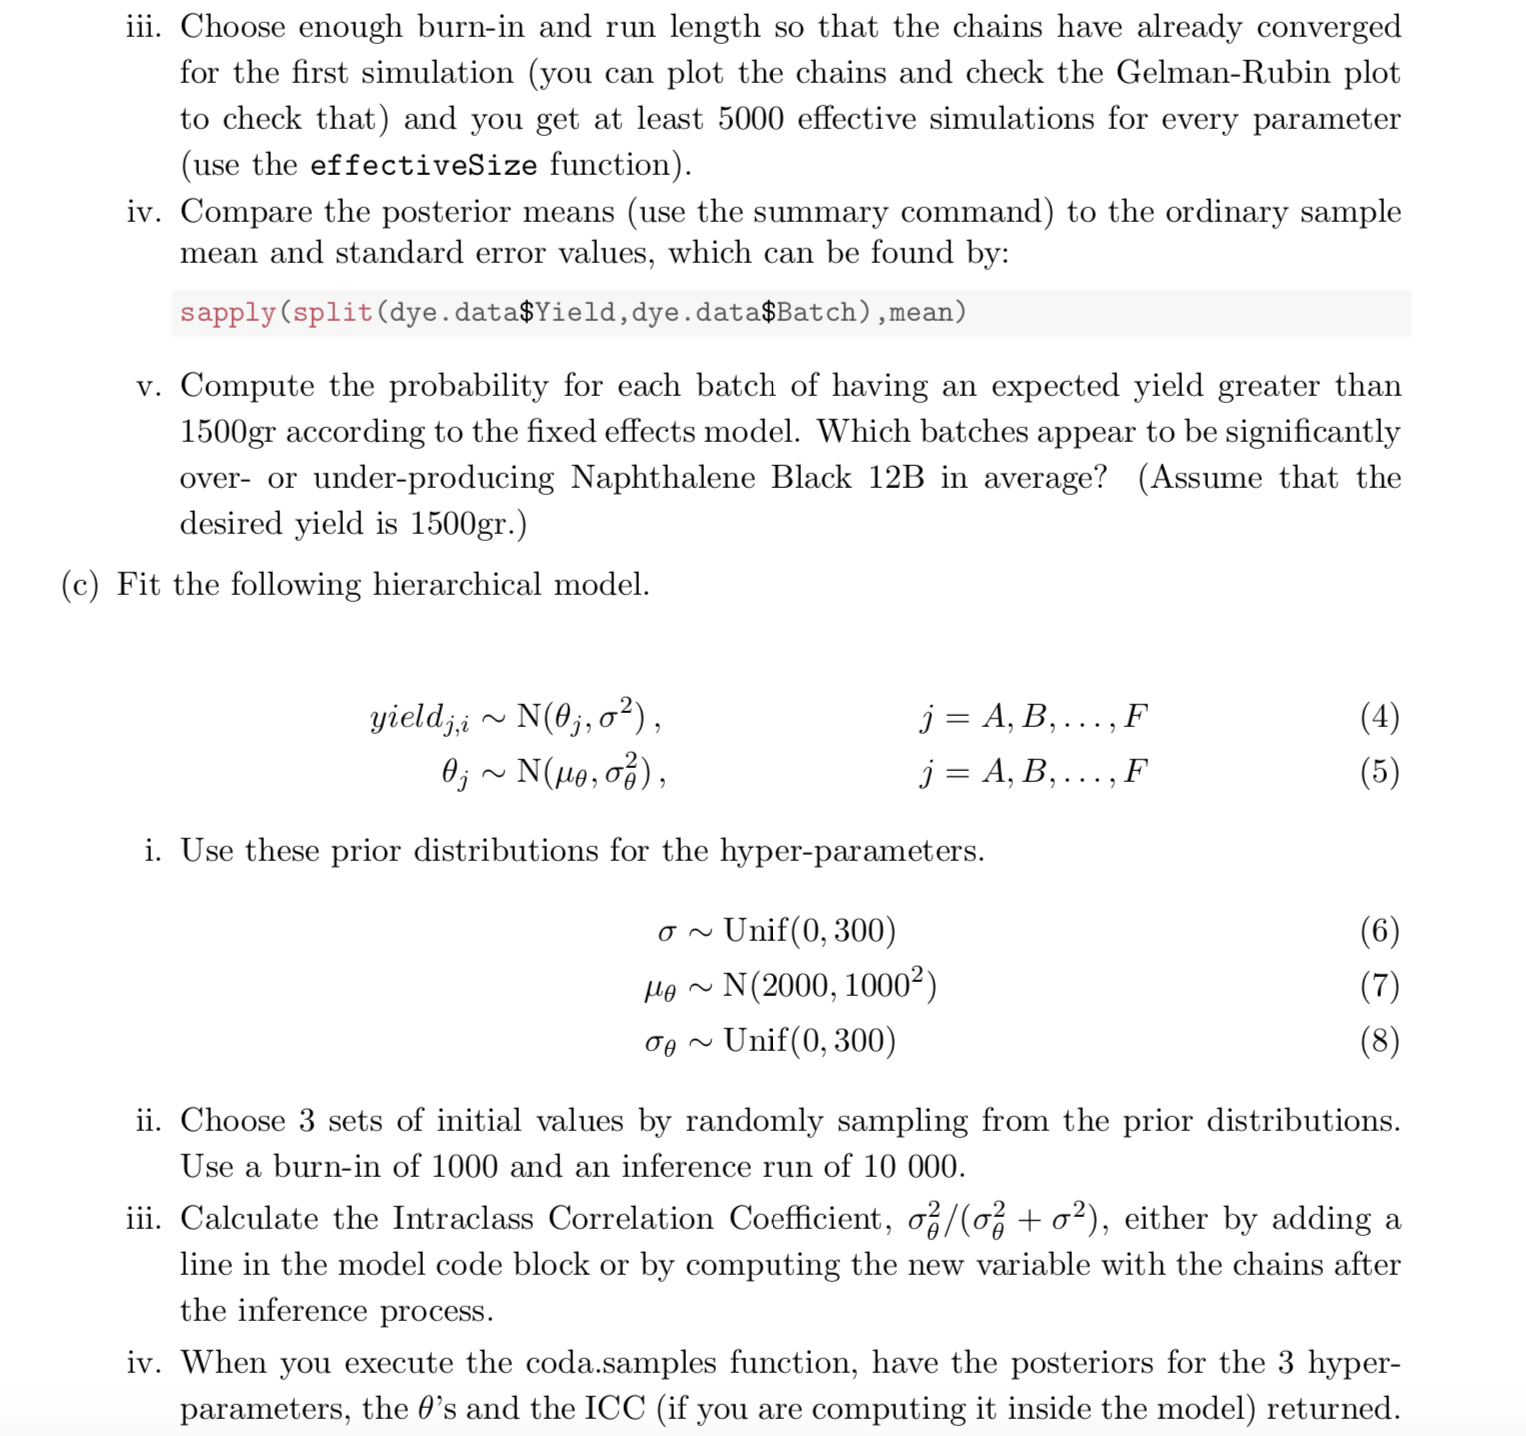 iii. Choose enough burn-in and run length so that the chains have already converged
for the first simulation (you can plot the chains and check the Gelman-Rubin plot
to check that) and you get at least 5000 effective simulations for every parameter
(use the effectiveSize function).
iv. Compare the posterior means (use the summary command) to the ordinary sample
mean and standard error values, which can be found by:
sapply(split(dye.data$Yield,dye.data$Batch),mean)
v. Compute the probability for each batch of having an expected yield greater than
1500gr according to the fixed effects model. Which batches appear to be significantly
over- or under-producing Naphthalene Black 12B in average? (Assume that the
desired yield is 1500gr.)
(c) Fit the following hierarchical model.
yield_{j,i} ∼ N(θ_j, σ²), j = A, B, . . . , F (4)
θ_j ∼ N(μ_θ, σ_θ²), j = A, B, . . . , F (5)
i. Use these prior distributions for the hyper-parameters.
σ ∼ Unif(0, 300) (6)
μ_θ ∼ N(2000, 1000²) (7)
σ_θ ∼ Unif(0, 300) (8)
ii. Choose 3 sets of initial values by randomly sampling from the prior distributions.
Use a burn-in of 1000 and an inference run of 10 000.
iii. Calculate the Intraclass Correlation Coefficient, σ_θ²/(σ_θ² + σ²), either by adding a
line in the model code block or by computing the new variable with the chains after
the inference process.
iv. When you execute the coda.samples function, have the posteriors for the 3 hyper-
parameters, the θ's and the ICC (if you are computing it inside the model) returned.